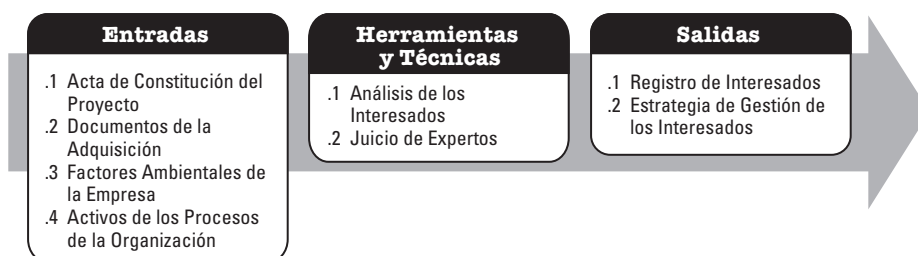 Entradas
.1 Acta de Constitución del
Proyecto
.2 Documentos de la
Adquisición
.3 Factores Ambientales de
la Empresa
.4 Activos de los Procesos
de la Organización
Herramientas
y Técnicas
.1 Análisis de los
Interesados
.2 Juicio de Expertos
Salidas
.1 Registro de Interesados
.2 Estrategia de Gestión de
los Interesados